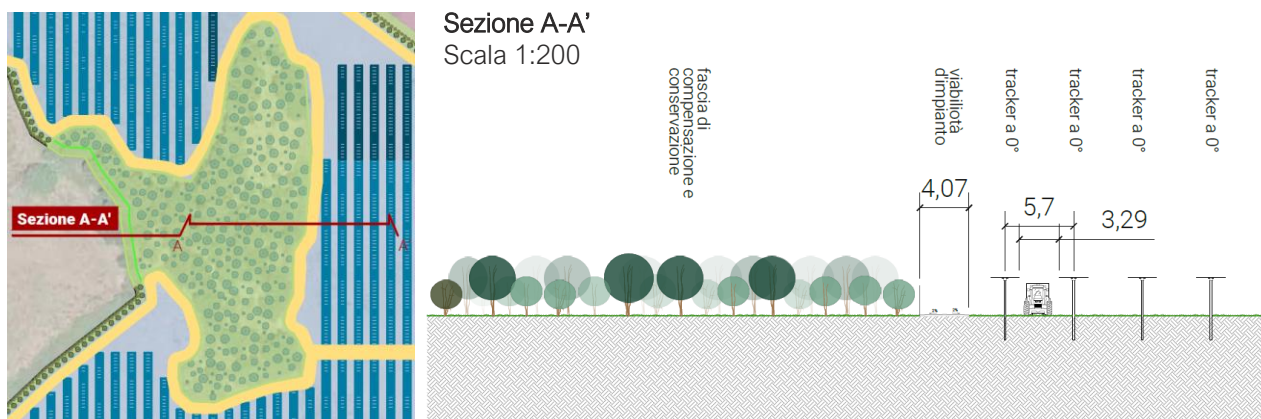 Sezione A-A'
A
A
Sezione A-A'
Scala 1:200
fascia di
compensazione e
conservazione
viabiliotà
d'impianto
tracker a 0°
tracker a 0°
tracker a 0°
tracker a 0°
4,07
5,7
3,29